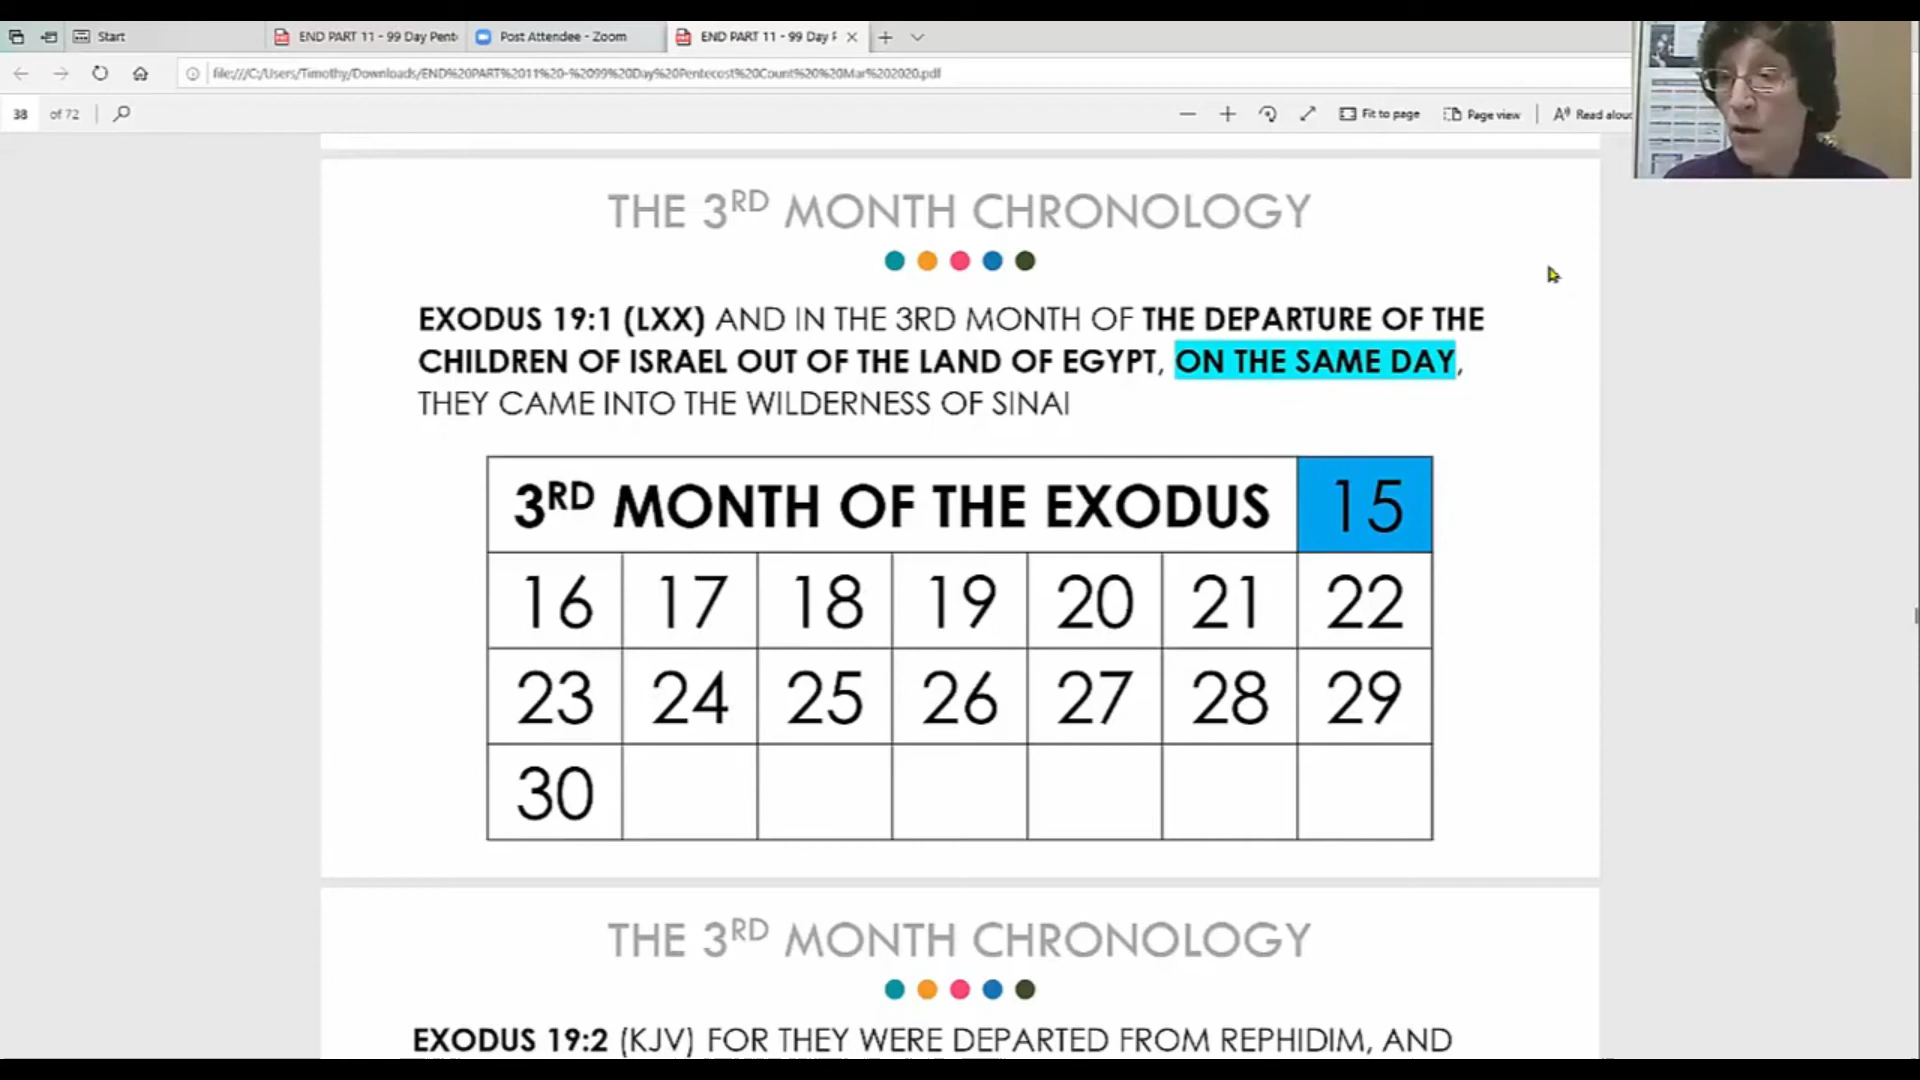 Start
END PART 11 - 99 Day Pent
Post Attendee - Zoom
END PART 11 - 99 Day P
file:///C:/Users/Timothy/Downloads/END%20PART%2011%20-%2099%20Day%20Pentecost%20Count%20%20Mar%202020.pdf
38 of 72
Fit to page
Page view
Read alou
THE 3RD MONTH CHRONOLOGY
EXODUS 19:1 (LXX) AND IN THE 3RD MONTH OF THE DEPARTURE OF THE
CHILDREN OF ISRAEL OUT OF THE LAND OF EGYPT, ON THE SAME DAY,
THEY CAME INTO THE WILDERNESS OF SINAI
3RD MONTH OF THE EXODUS 15
16 17 18 19 20 21 22
23 24 25 26 27 28 29
30
THE 3RD MONTH CHRONOLOGY
EXODUS 19:2 (KJV) FOR THEY WERE DEPARTED FROM REPHIDIM, AND